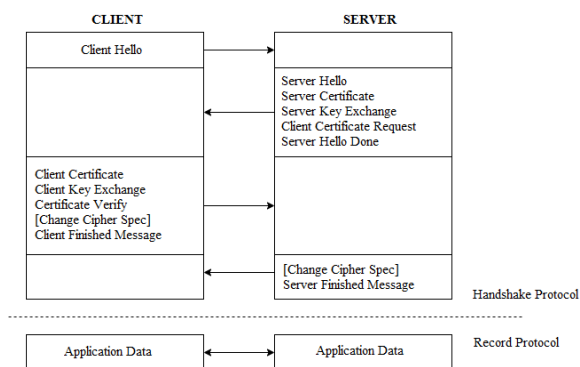 CLIENT
SERVER
Client Hello
Server Hello
Server Certificate
Server Key Exchange
Client Certificate Request
Server Hello Done
Client Certificate
Client Key Exchange
Certificate Verify
[Change Cipher Spec]
Client Finished Message
[Change Cipher Spec]
Server Finished Message
Handshake Protocol
Record Protocol
Application Data
Application Data